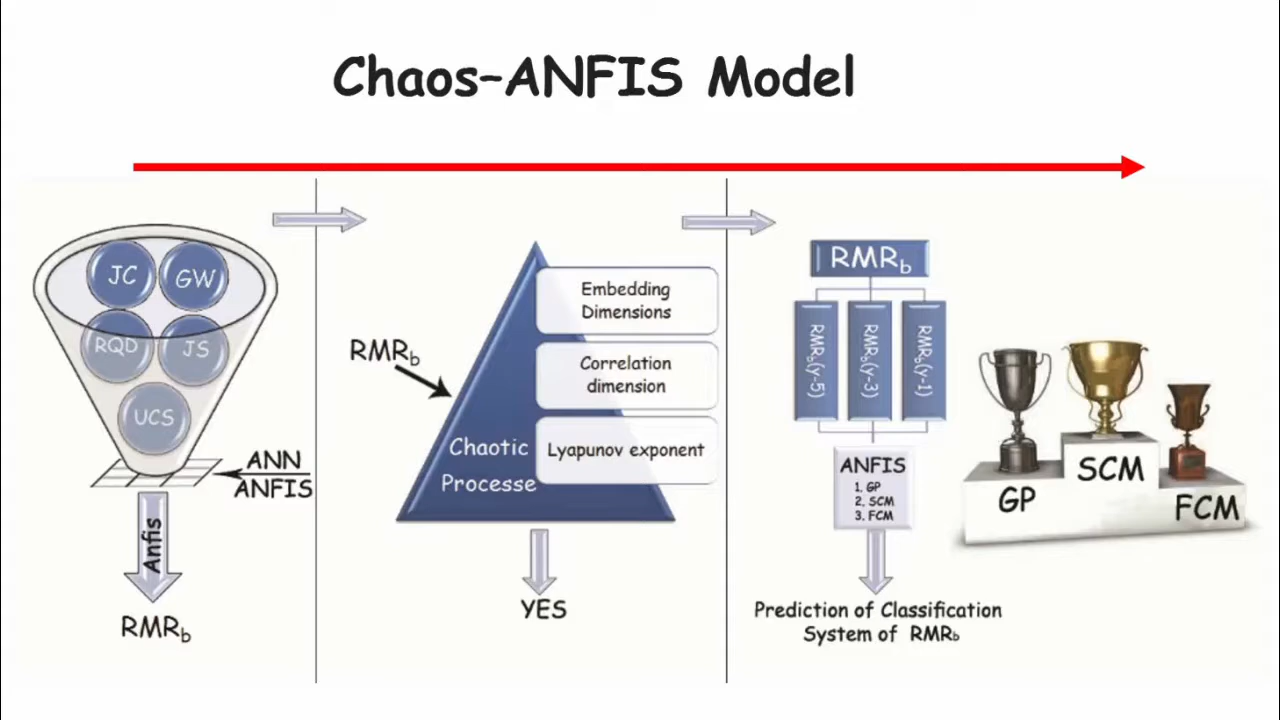 Chaos-ANFIS Model
JC
GW
RQD
JS
UCS
ANN
ANFIS
Anfis
RMRb
RMRb
Chaotic
Processe
Embedding
Dimensions
Correlation
dimension
Lyapunov exponent
YES
RMRb
RMRb(y-5)
RMRb(y-3)
RMRb(y-1)
ANFIS
1. GP
2. SCM
3. FCM
Prediction of Classification
System of RMRb
GP
SCM
FCM